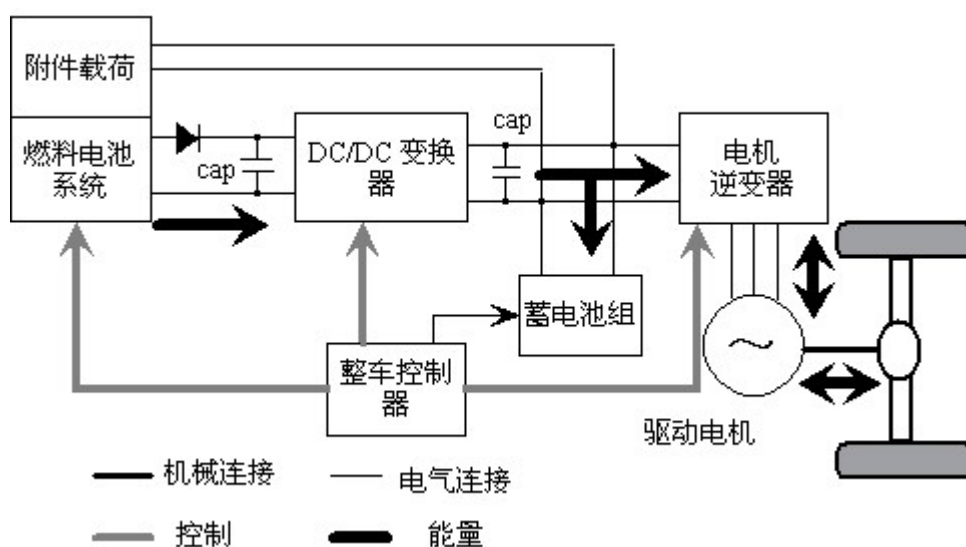 附件载荷
燃料电池
系统
cap
DC/DC 变换
器
cap
电机
逆变器
蓄电池组
整车控制
器
驱动电机
机械连接
电气连接
控制
能量